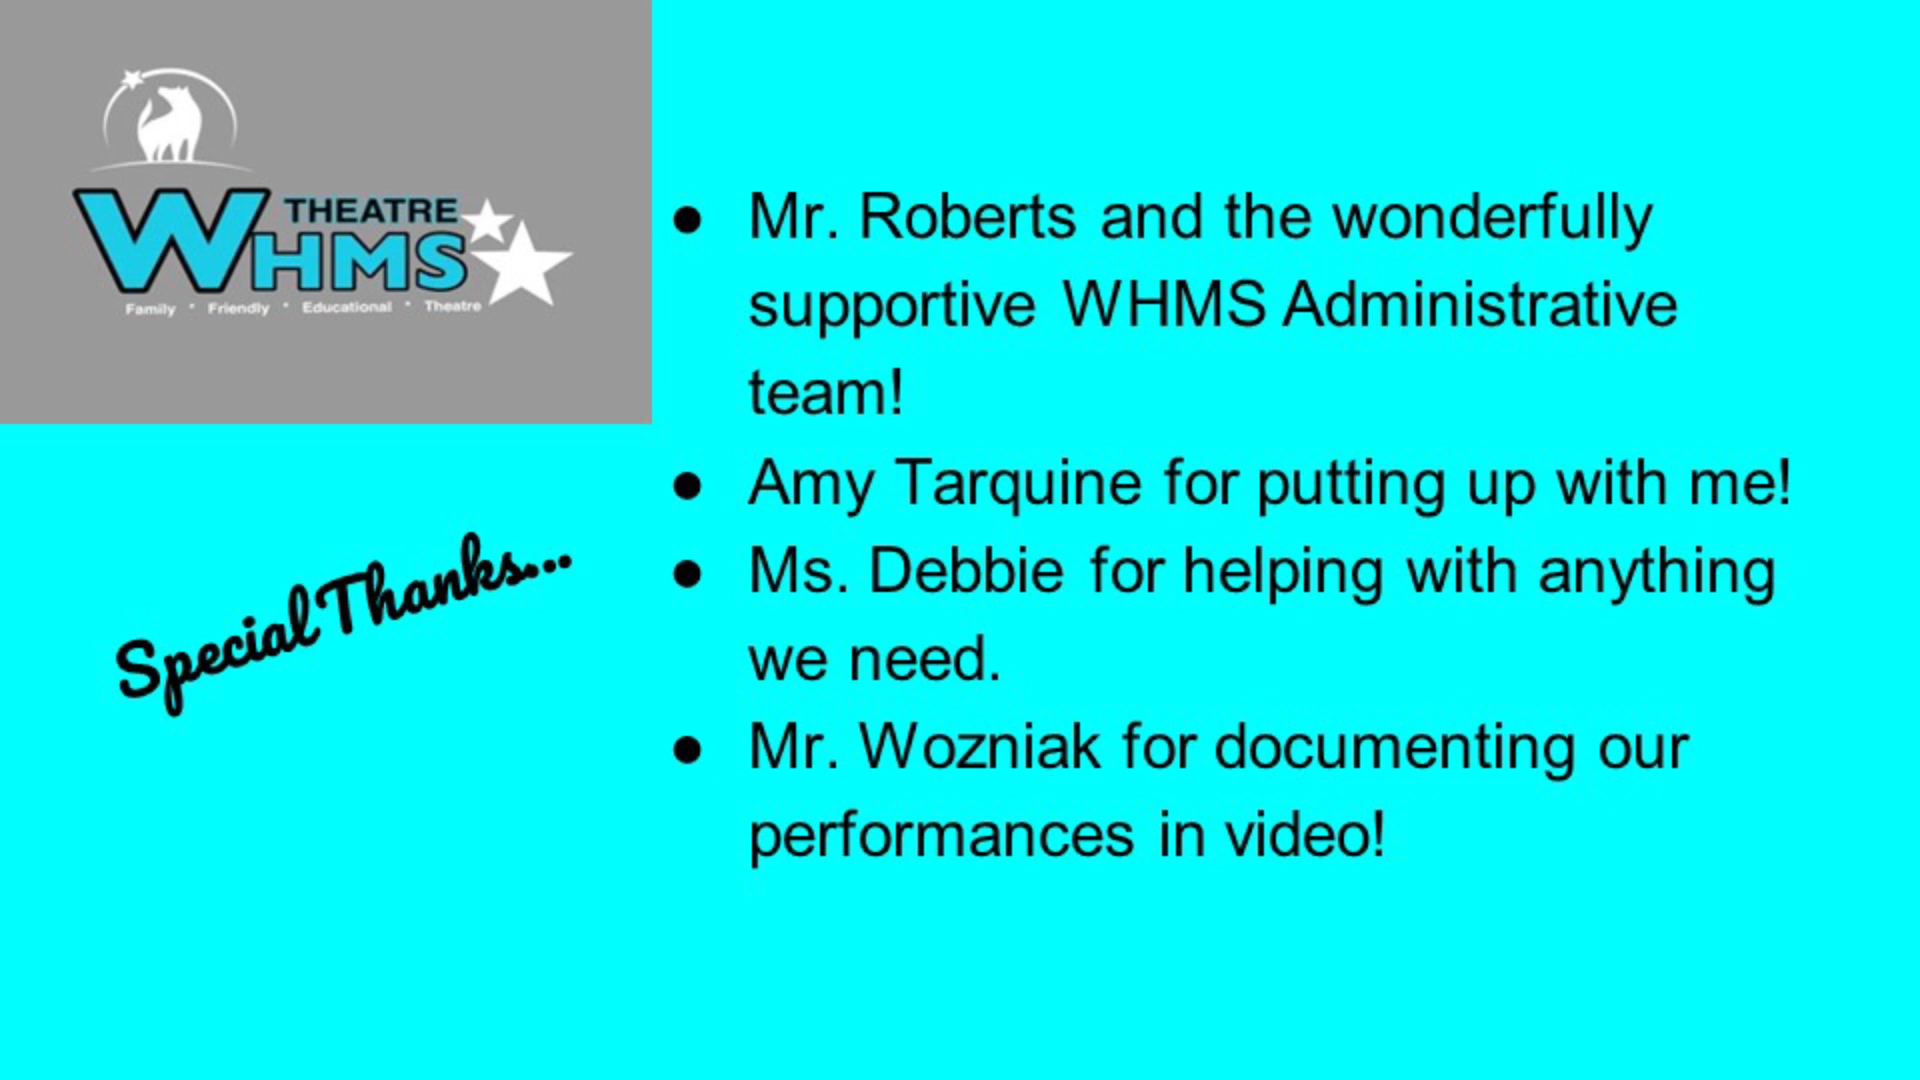 THEATRE
WHMS
Family * Friendly * Educational * Theatre
Special Thanks...
● Mr. Roberts and the wonderfully
supportive WHMS Administrative
team!
● Amy Tarquine for putting up with me!
● Ms. Debbie for helping with anything
we need.
● Mr. Wozniak for documenting our
performances in video!